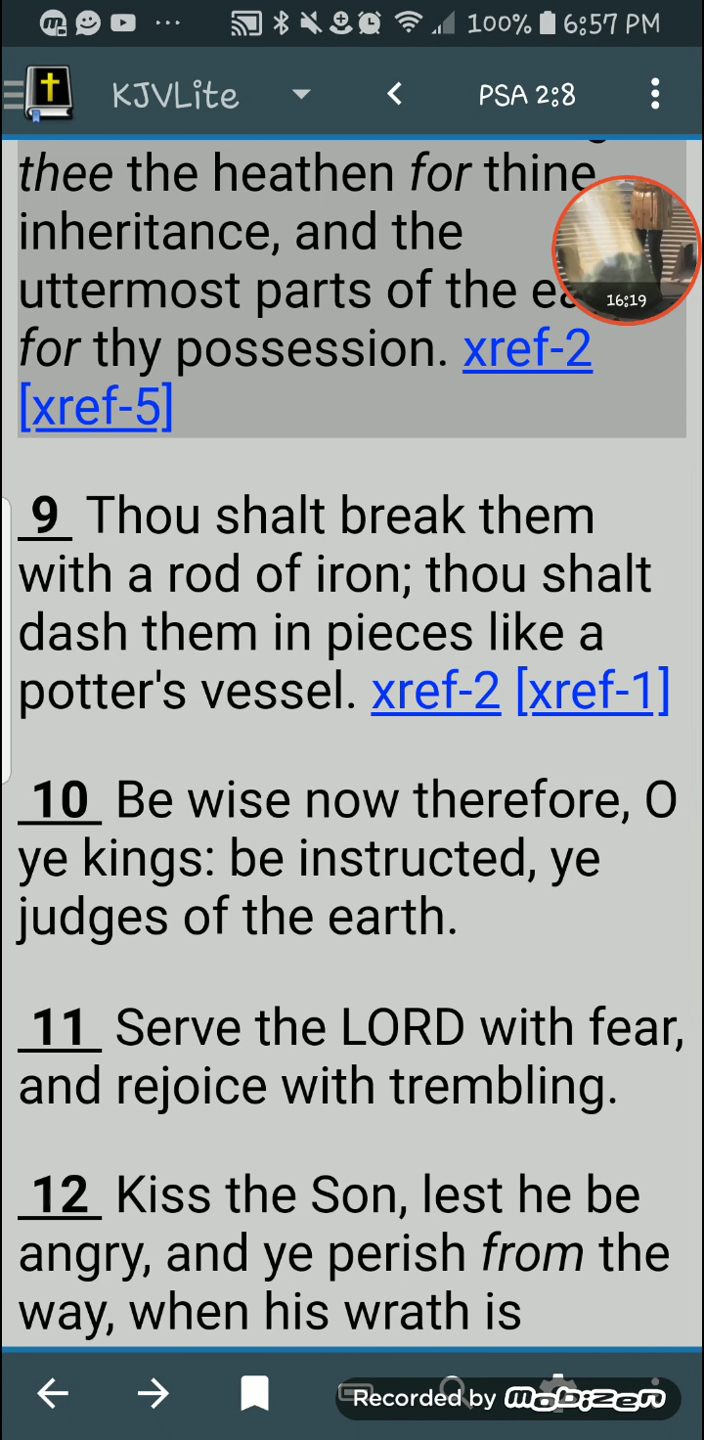 100% 6:57 PM
KJVLite < PSA 2:8
thee the heathen for thine
inheritance, and the
uttermost parts of the
for thy possession. xref-2
[xref-5]
16:19
9 Thou shalt break them
with a rod of iron; thou shalt
dash them in pieces like a
potter's vessel. xref-2 [xref-1]
10 Be wise now therefore, O
ye kings: be instructed, ye
judges of the earth.
11 Serve the LORD with fear,
and rejoice with trembling.
12 Kiss the Son, lest he be
angry, and ye perish from the
way, when his wrath is
Recorded by mobizen